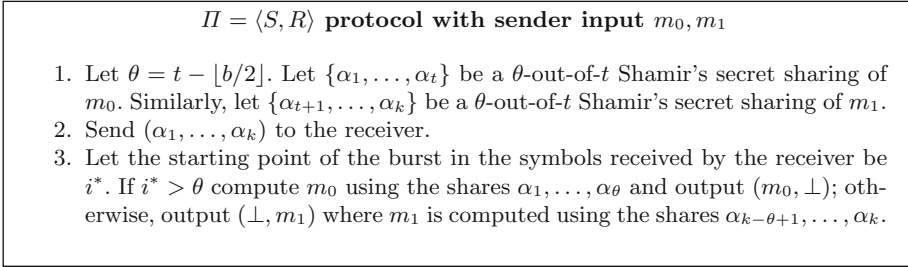 Π = ⟨S, R⟩ protocol with sender input m₀, m₁
1. Let θ = t − ⌊b/2⌋. Let {α₁, . . . , αₜ} be a θ-out-of-t Shamir's secret sharing of
m₀. Similarly, let {αₜ₊₁, . . . , αₖ} be a θ-out-of-t Shamir's secret sharing of m₁.
2. Send (α₁, . . . , αₖ) to the receiver.
3. Let the starting point of the burst in the symbols received by the receiver be
i*. If i* > θ compute m₀ using the shares α₁, . . . , α_θ and output (m₀, ⊥); oth-
erwise, output (⊥, m₁) where m₁ is computed using the shares α_{k−θ+1}, . . . , αₖ.